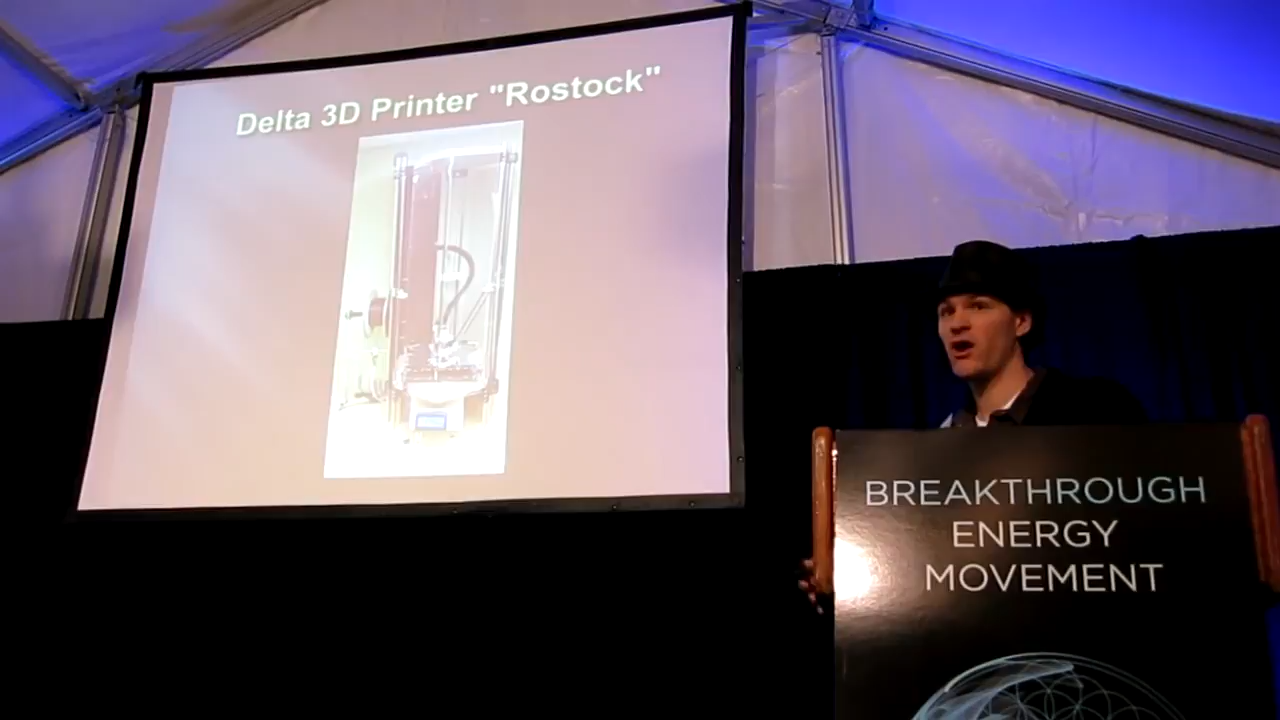 Delta 3D Printer "Rostock"
BREAKTHROUGH
ENERGY
MOVEMENT